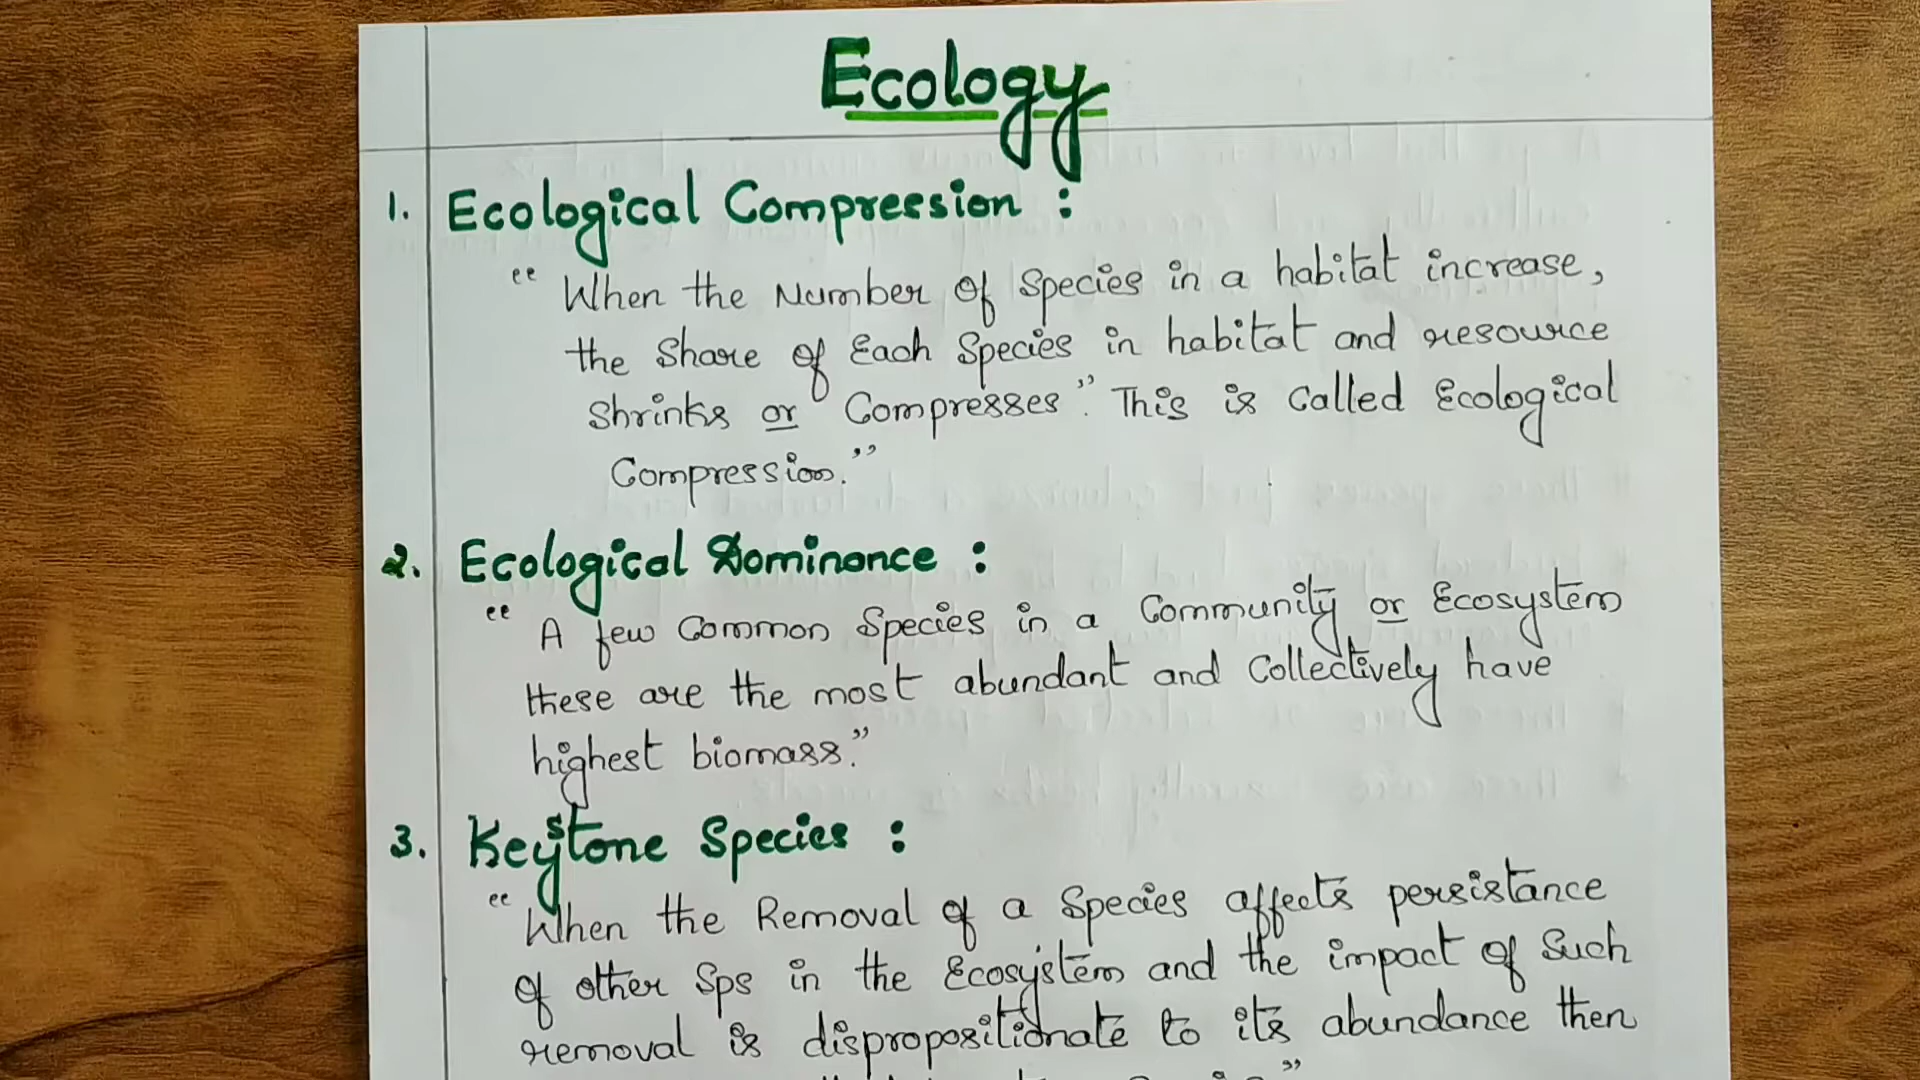 Ecology
1. Ecological Compression :
“ When the Number of Species in a habitat increase,
the Share of Each Species in habitat and resource
Shrinks or Compresses”. This is Called Ecological
Compression.”
2. Ecological Dominance :
“ A few Common Species in a Community or Ecosystem
these are the most abundant and Collectively have
highest biomass.”
3. Keystone Species :
“ When the Removal of a Species affects persistance
of other Sps in the Ecosystem and the impact of Such
removal is dispropositionate to its abundance then